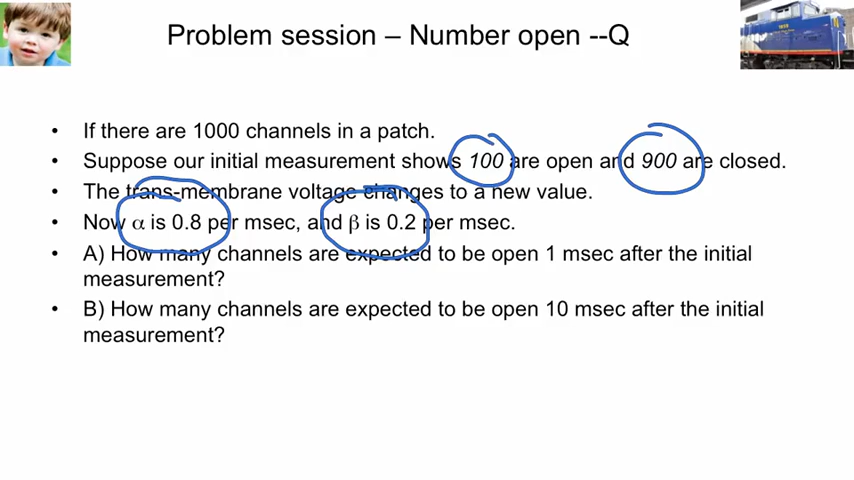 Problem session – Number open --Q
• If there are 1000 channels in a patch.
• Suppose our initial measurement shows 100 are open and 900 are closed.
• The trans-membrane voltage changes to a new value.
• Now α is 0.8 per msec, and β is 0.2 per msec.
• A) How many channels are expected to be open 1 msec after the initial
measurement?
• B) How many channels are expected to be open 10 msec after the initial
measurement?